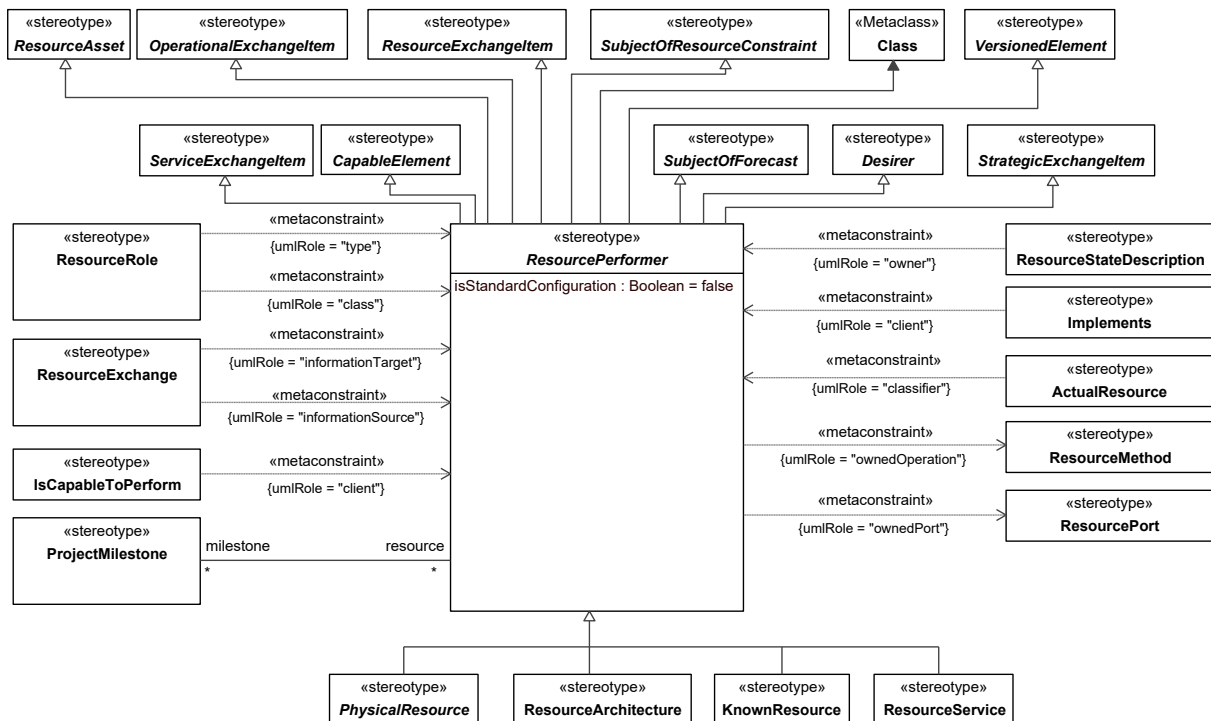 «stereotype»
ResourceAsset
«stereotype»
OperationalExchangeItem
«stereotype»
ResourceExchangeItem
«stereotype»
SubjectOfResourceConstraint
«Metaclass»
Class
«stereotype»
VersionedElement
«stereotype»
ServiceExchangeItem
«stereotype»
CapableElement
«stereotype»
SubjectOfForecast
«stereotype»
Desirer
«stereotype»
StrategicExchangeItem
«stereotype»
ResourceRole
«metaconstraint»
{umlRole = "type"}
«metaconstraint»
{umlRole = "class"}
«stereotype»
ResourceExchange
«metaconstraint»
{umlRole = "informationTarget"}
«metaconstraint»
{umlRole = "informationSource"}
«stereotype»
IsCapableToPerform
«metaconstraint»
{umlRole = "client"}
«stereotype»
ProjectMilestone
milestone
*
resource
*
«stereotype»
ResourcePerformer
isStandardConfiguration : Boolean = false
«metaconstraint»
{umlRole = "owner"}
«stereotype»
ResourceStateDescription
«metaconstraint»
{umlRole = "client"}
«stereotype»
Implements
«metaconstraint»
{umlRole = "classifier"}
«stereotype»
ActualResource
«metaconstraint»
{umlRole = "ownedOperation"}
«stereotype»
ResourceMethod
«metaconstraint»
{umlRole = "ownedPort"}
«stereotype»
ResourcePort
«stereotype»
PhysicalResource
«stereotype»
ResourceArchitecture
«stereotype»
KnownResource
«stereotype»
ResourceService